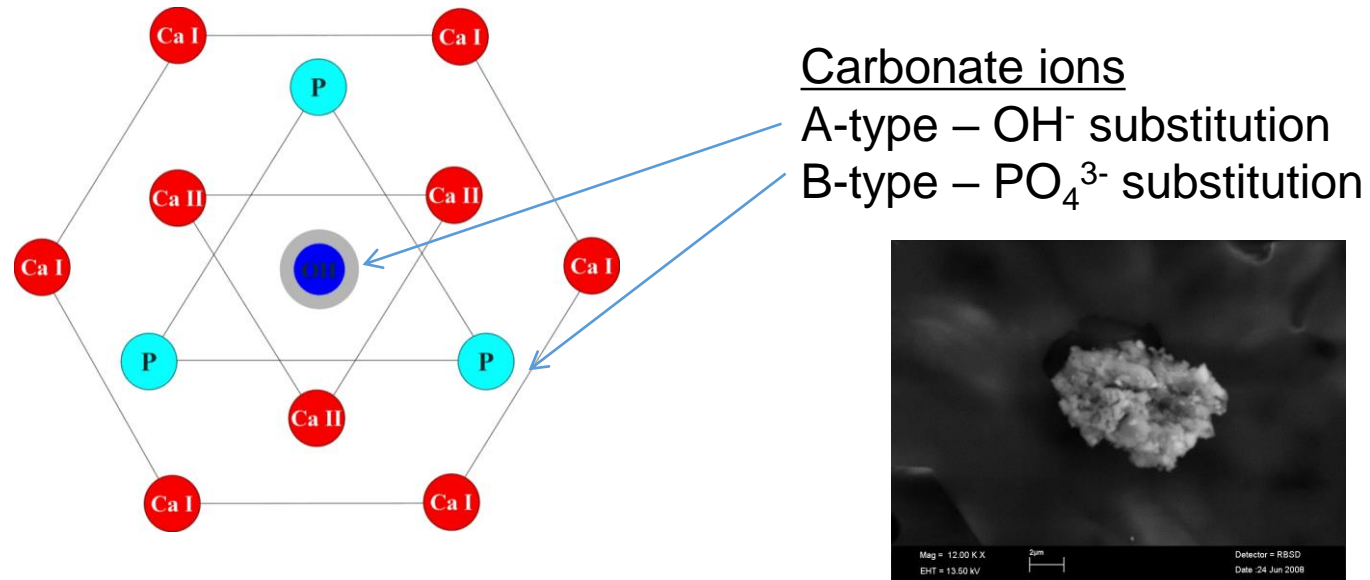 Ca I
Ca I
P
Ca II
Ca II
OH
Ca I
Ca I
P
P
Ca II
Ca I
Ca I
Carbonate ions
A-type – OH⁻ substitution
B-type – PO₄³⁻ substitution
Mag = 12.00 K X
2µm
Detector = RBSD
EHT = 13.50 kV
Date :24 Jun 2008